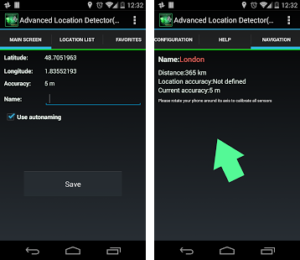 12:32
Advanced Location Detector(..
MAIN SCREEN
LOCATION LIST
FAVORITES
Latitude:
48.7051963
Longitude:
1.83552193
Accuracy:
5 m
Name:
Use autonaming
Save
12:32
Advanced Location Detector(..
CONFIGURATION
HELP
NAVIGATION
Name:London
Distance:365 km
Location accuracy:Not defined
Current accuracy:5 m
Please rotate your phone around its axis to calibrate all sensors